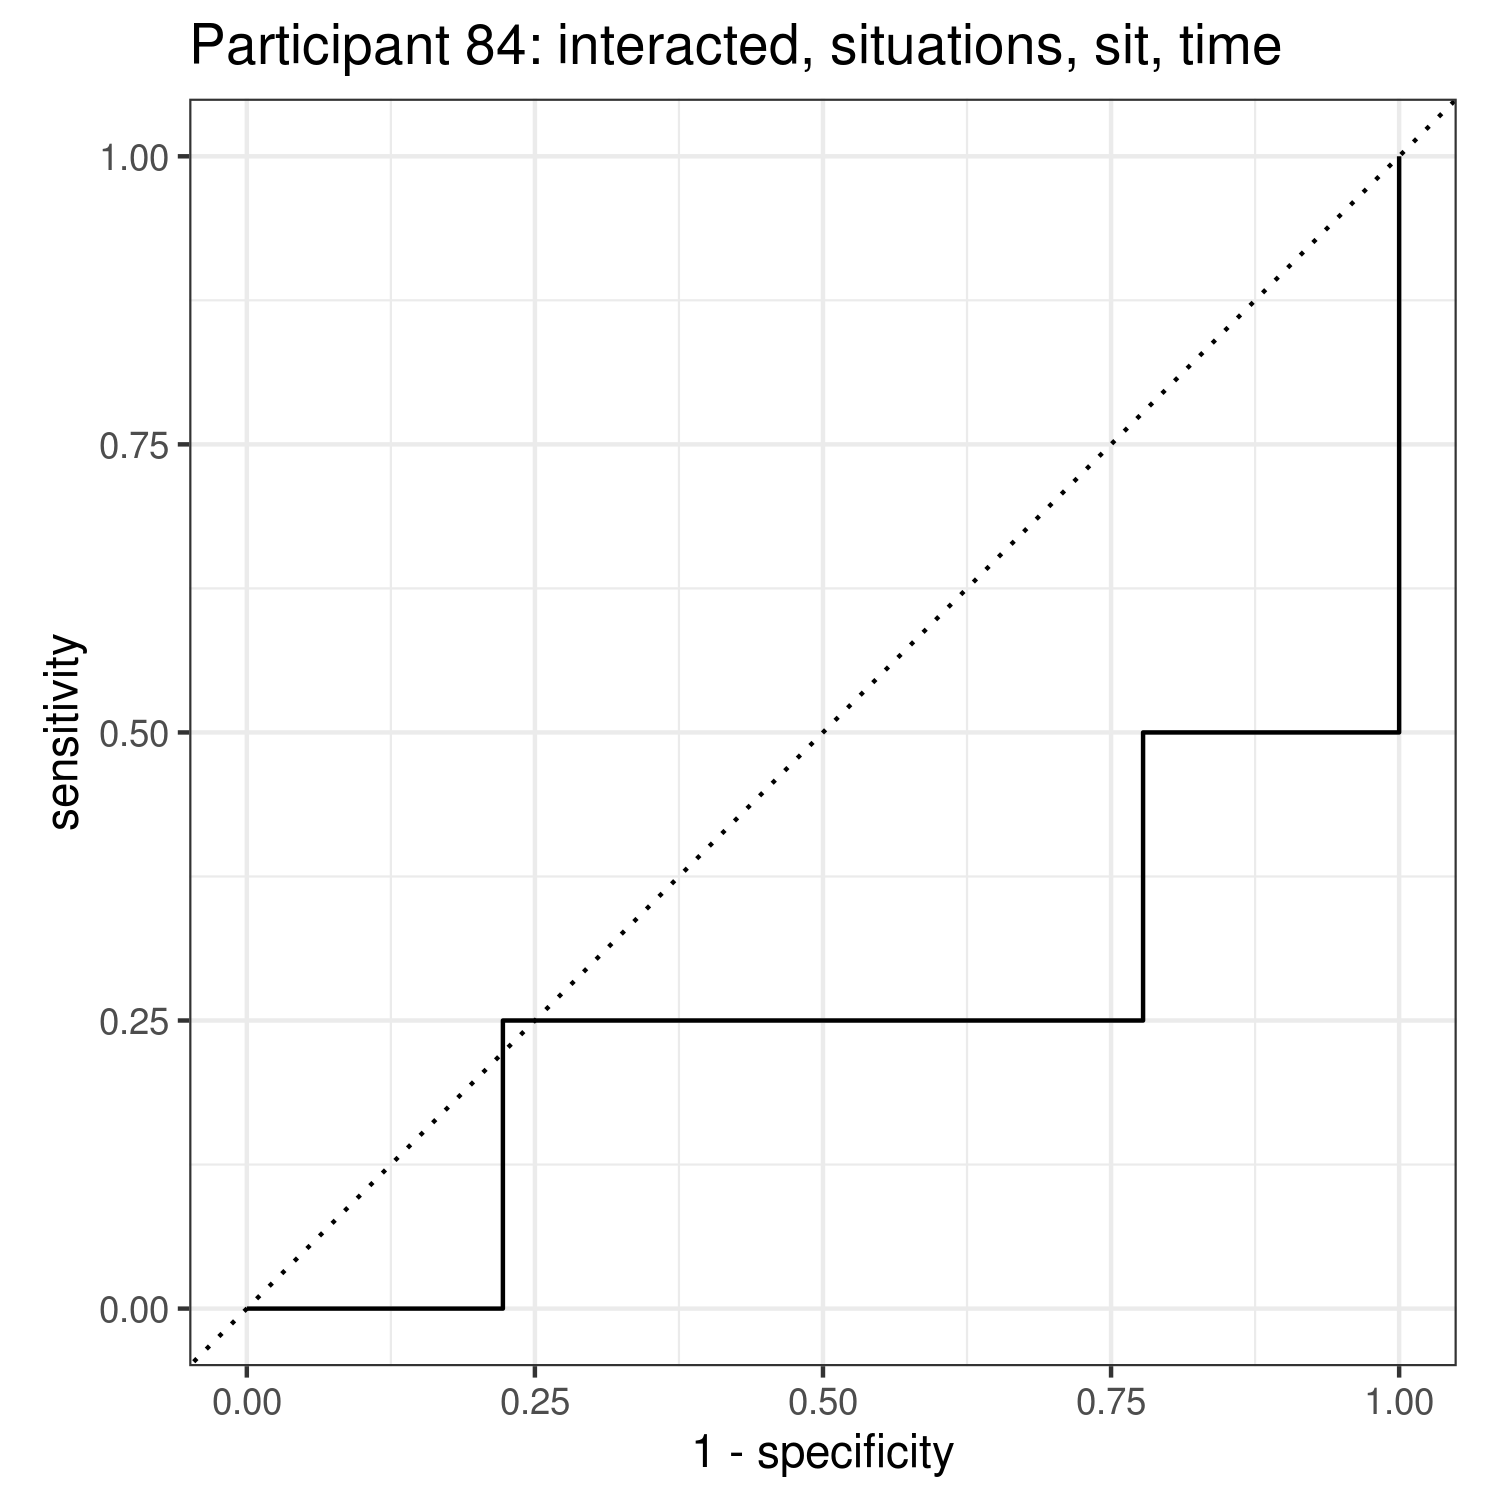 Participant 84: interacted, situations, sit, time
1.00
0.75
0.50
0.25
0.00
sensitivity
0.00 0.25 0.50 0.75 1.00
1 - specificity